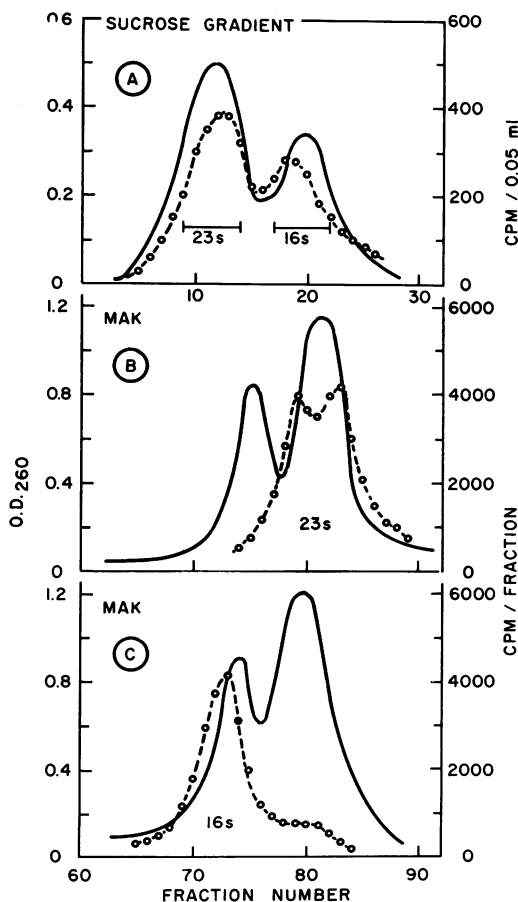 SUCROSE GRADIENT
0.6
600
A
0.4
400
0.2
200
23s
16s
0
0
10
20
30
CPM / 0.05 ml
1.2
6000
MAK
B
0.8
4000
0.4
2000
23s
0
0
O.D.260
CPM / FRACTION
1.2
6000
MAK
C
0.8
4000
0.4
2000
16s
0
0
60
70
80
90
FRACTION NUMBER